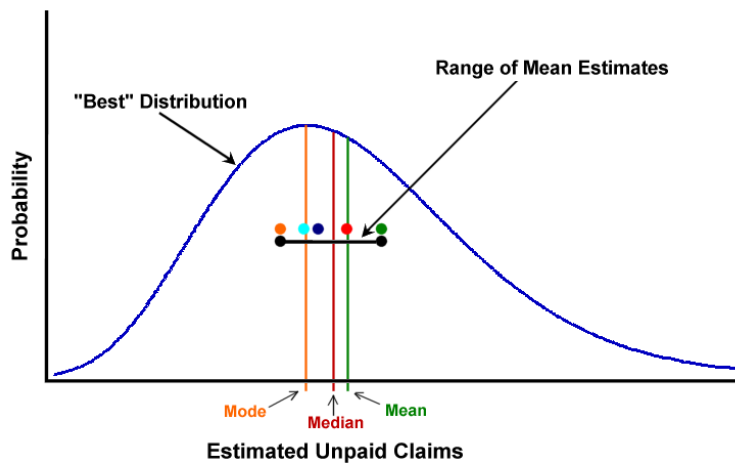 Range of Mean Estimates
"Best" Distribution
Probability
Mode
Median
Mean
Estimated Unpaid Claims